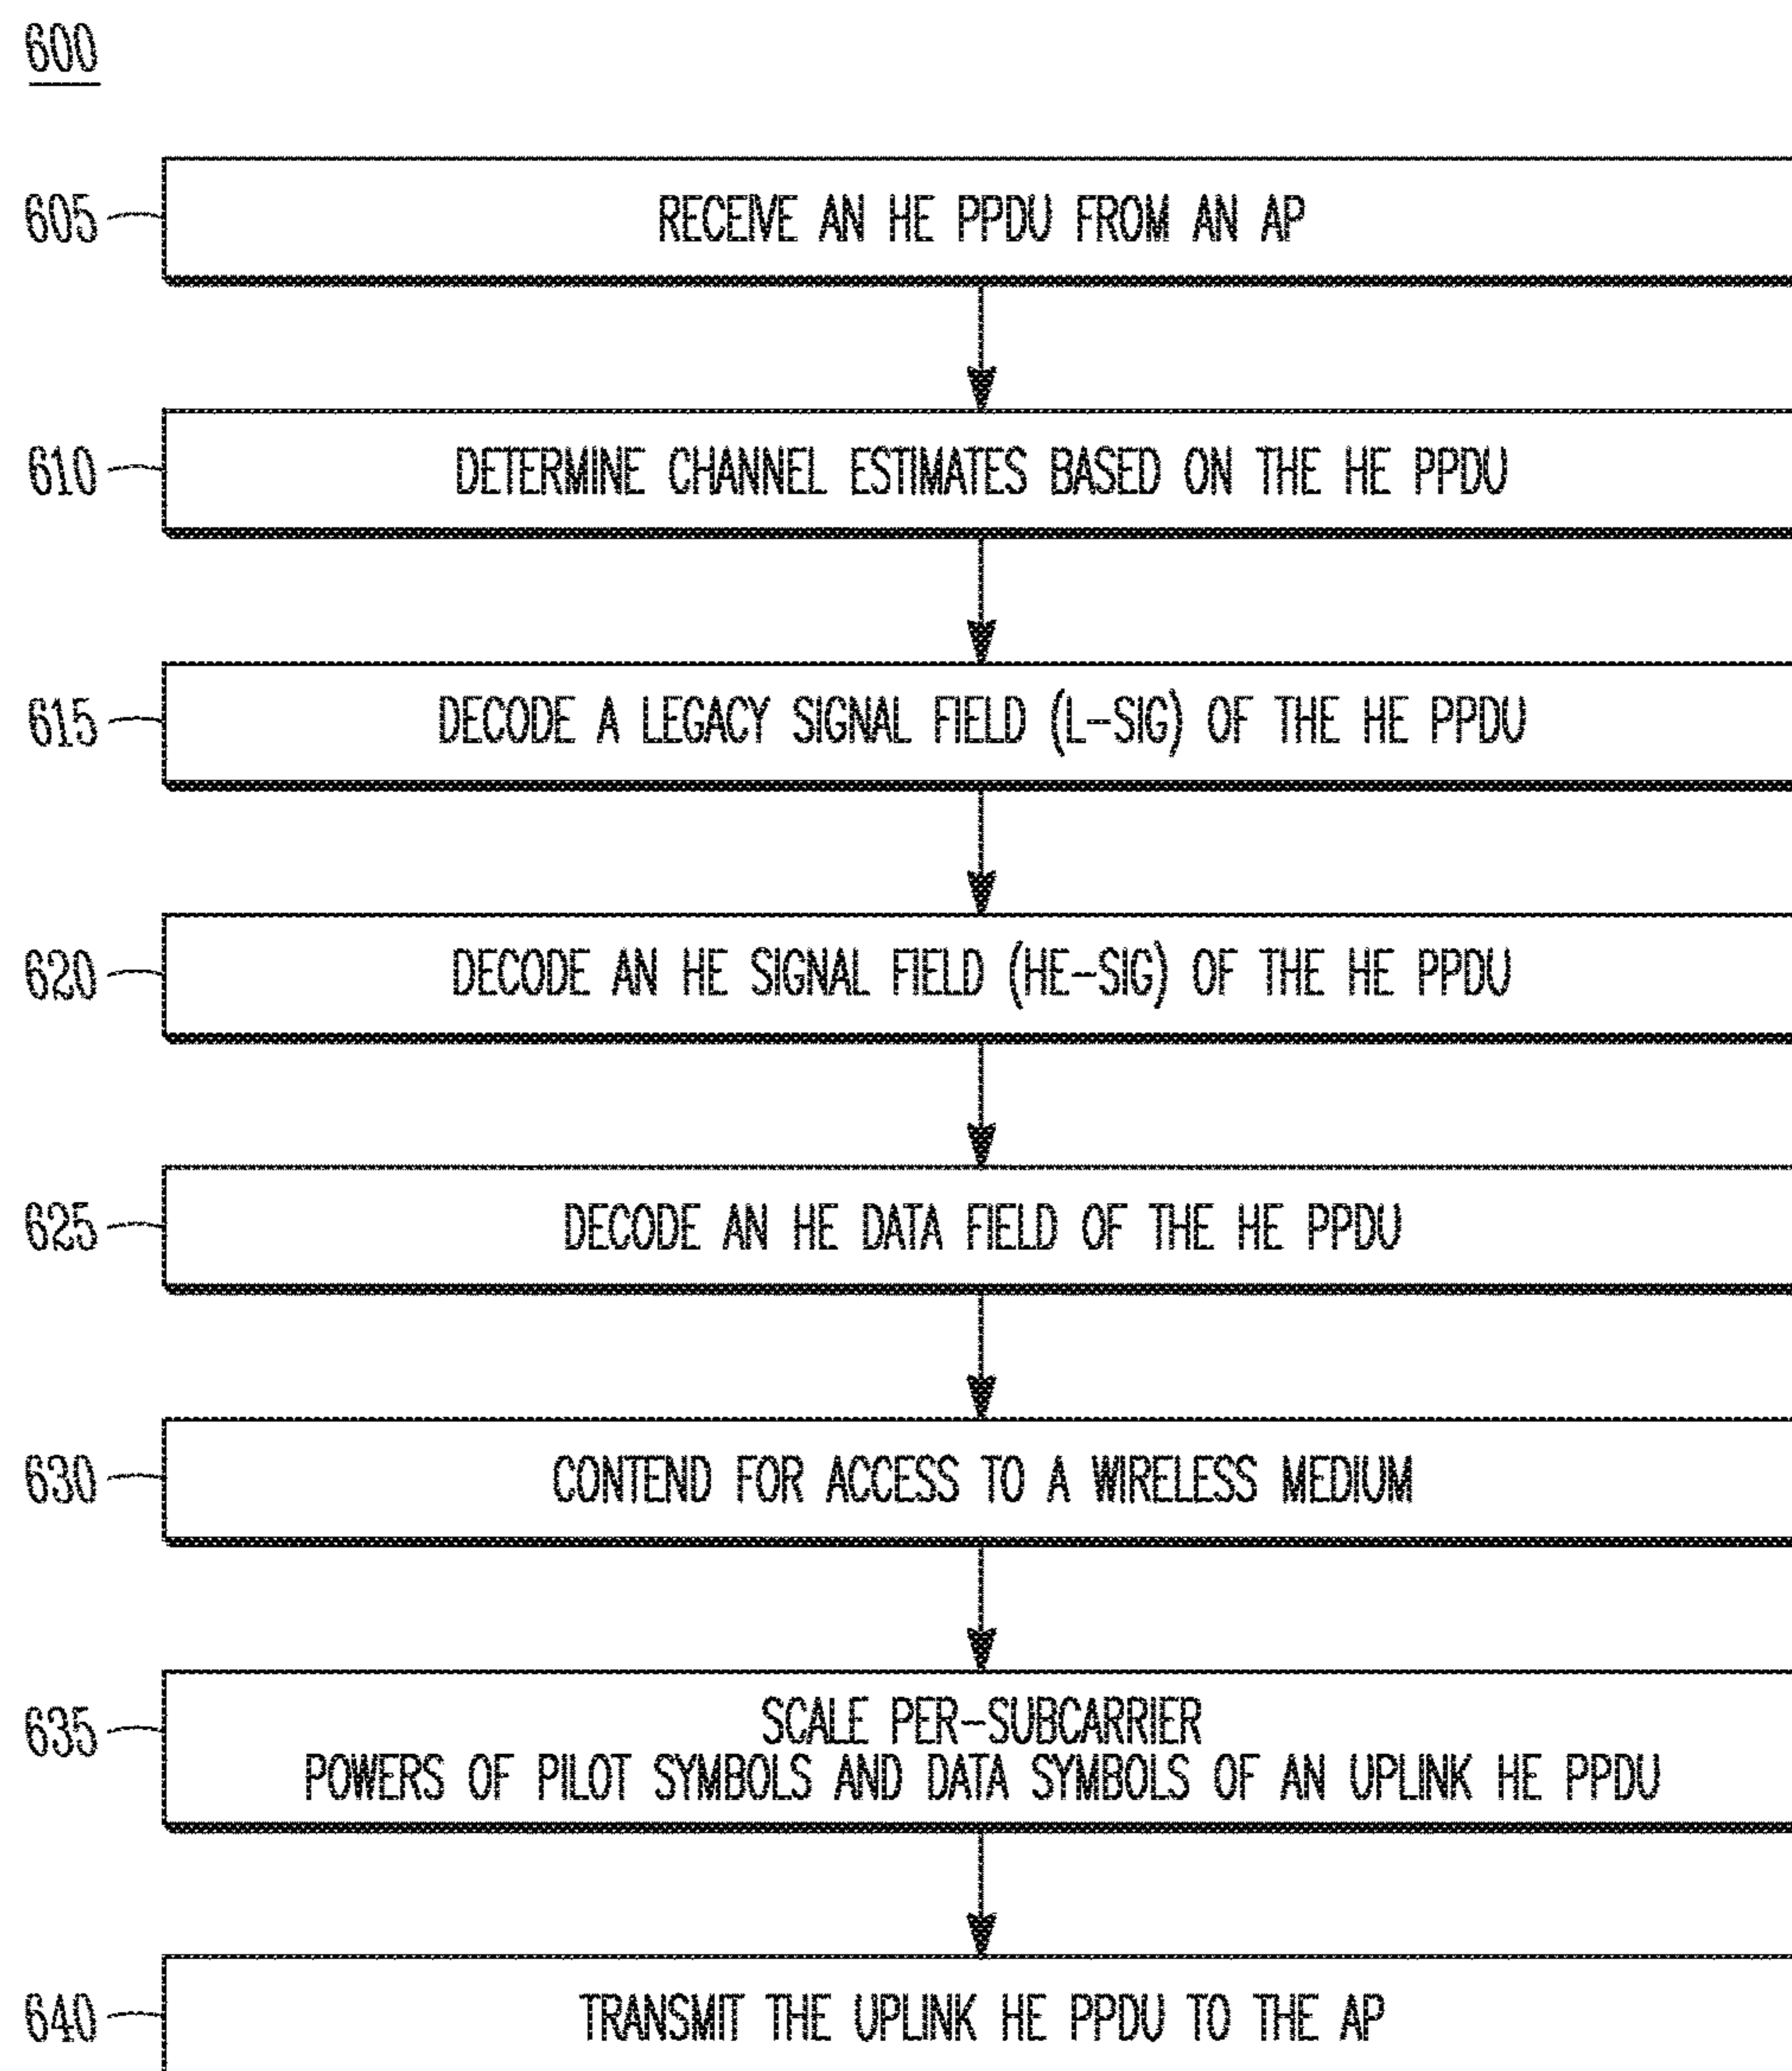 600
605 RECEIVE AN HE PPDU FROM AN AP
610 DETERMINE CHANNEL ESTIMATES BASED ON THE HE PPDU
615 DECODE A LEGACY SIGNAL FIELD (L-SIG) OF THE HE PPDU
620 DECODE AN HE SIGNAL FIELD (HE-SIG) OF THE HE PPDU
625 DECODE AN HE DATA FIELD OF THE HE PPDU
630 CONTEND FOR ACCESS TO A WIRELESS MEDIUM
635 SCALE PER-SUBCARRIER
POWERS OF PILOT SYMBOLS AND DATA SYMBOLS OF AN UPLINK HE PPDU
640 TRANSMIT THE UPLINK HE PPDU TO THE AP